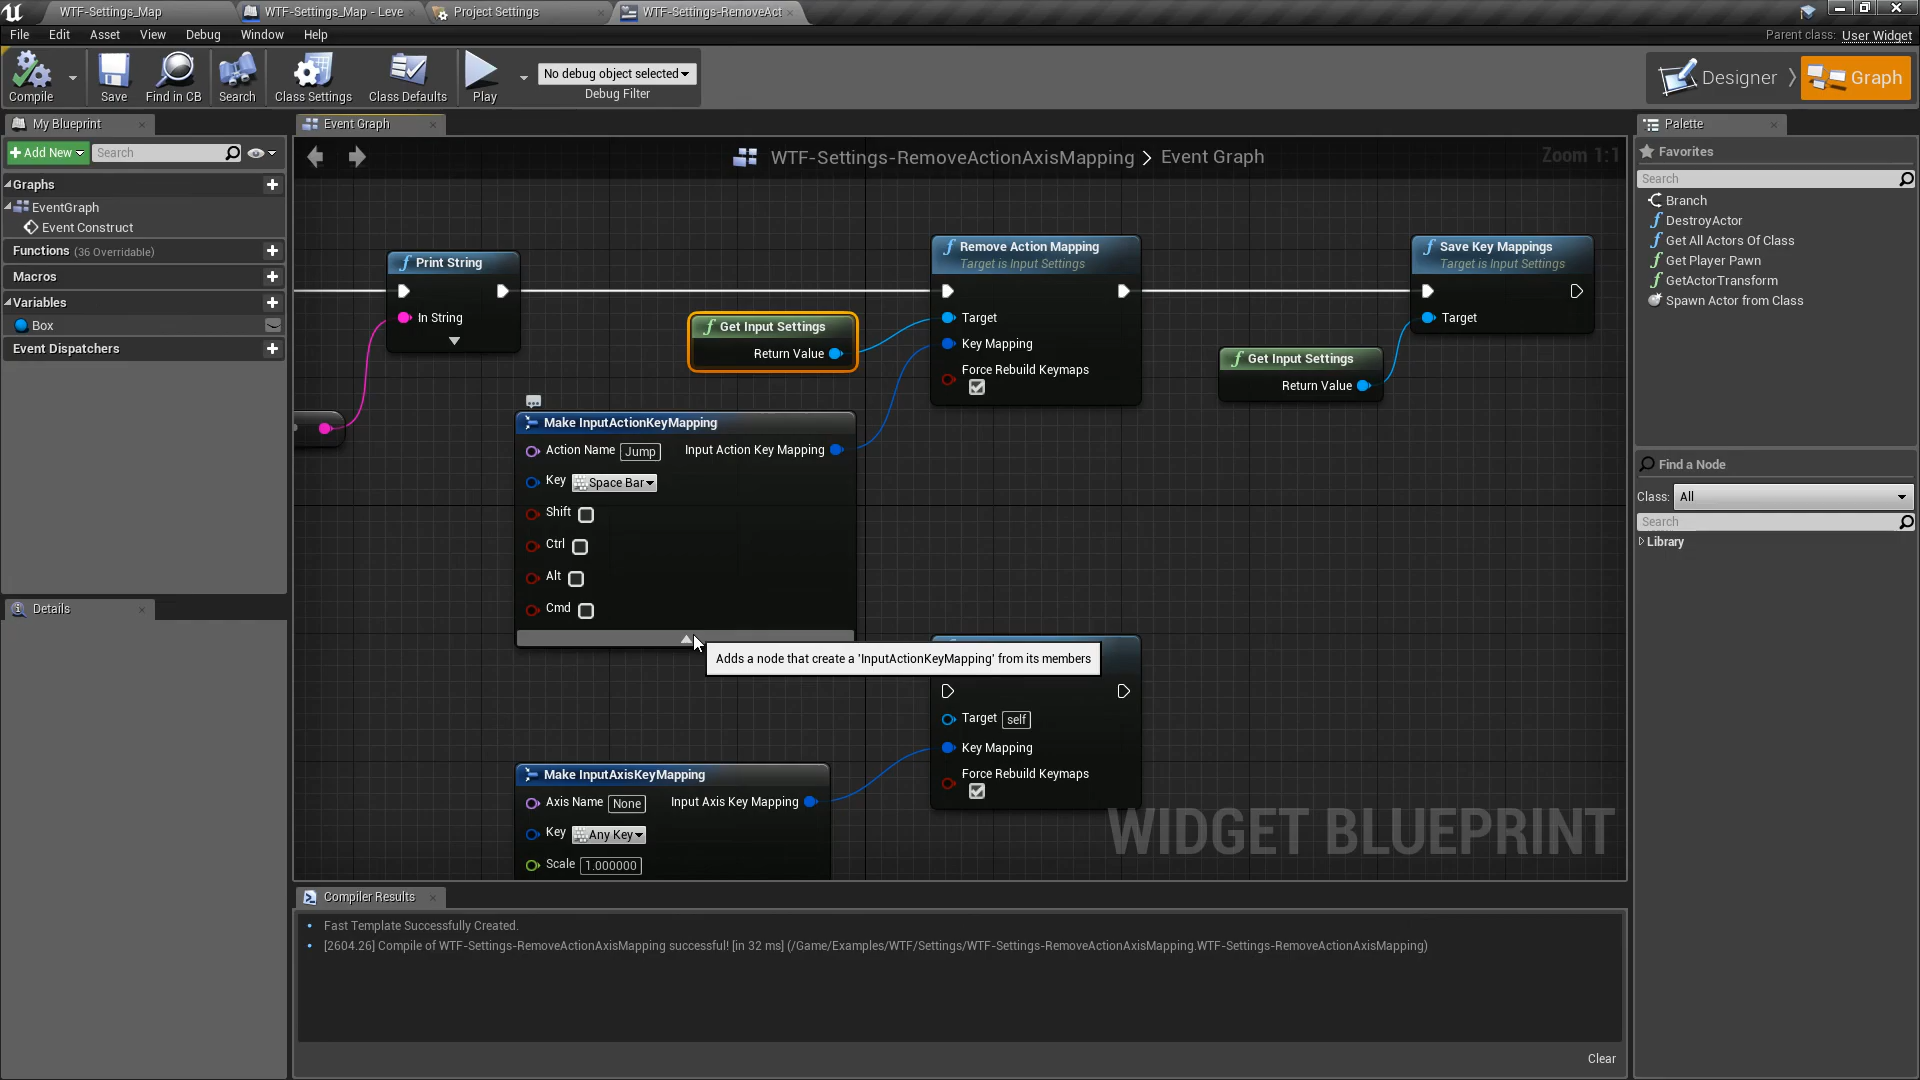 WTF-Settings_Map
WTF-Settings_Map - Leve
Project Settings
WTF-Settings-RemoveAct
File
Edit
Asset
View
Debug
Window
Help
Parent class: User Widget
Compile
Save
Find in CB
Search
Class Settings
Class Defaults
Play
No debug object selected
Debug Filter
Designer
Graph
My Blueprint
Add New
Search
Graphs
EventGraph
Event Construct
Functions (36 Overridable)
Macros
Variables
Box
Event Dispatchers
Details
Event Graph
WTF-Settings-RemoveActionAxisMapping > Event Graph
Zoom 1:1
Print String
In String
Get Input Settings
Return Value
Remove Action Mapping
Target is Input Settings
Target
Key Mapping
Force Rebuild Keymaps
Save Key Mappings
Target is Input Settings
Target
Get Input Settings
Return Value
Make InputActionKeyMapping
Action Name Jump
Input Action Key Mapping
Key Space Bar
Shift
Ctrl
Alt
Cmd
Adds a node that create a 'InputActionKeyMapping' from its members
Target self
Key Mapping
Force Rebuild Keymaps
Make InputAxisKeyMapping
Axis Name None
Input Axis Key Mapping
Key Any Key
Scale 1.000000
WIDGET BLUEPRINT
Compiler Results
Fast Template Successfully Created.
[2604.26] Compile of WTF-Settings-RemoveActionAxisMapping successful! [in 32 ms] (/Game/Examples/WTF/Settings/WTF-Settings-RemoveActionAxisMapping.WTF-Settings-RemoveActionAxisMapping)
Clear
Palette
Favorites
Search
Branch
DestroyActor
Get All Actors Of Class
Get Player Pawn
GetActorTransform
Spawn Actor from Class
Find a Node
Class: All
Search
Library